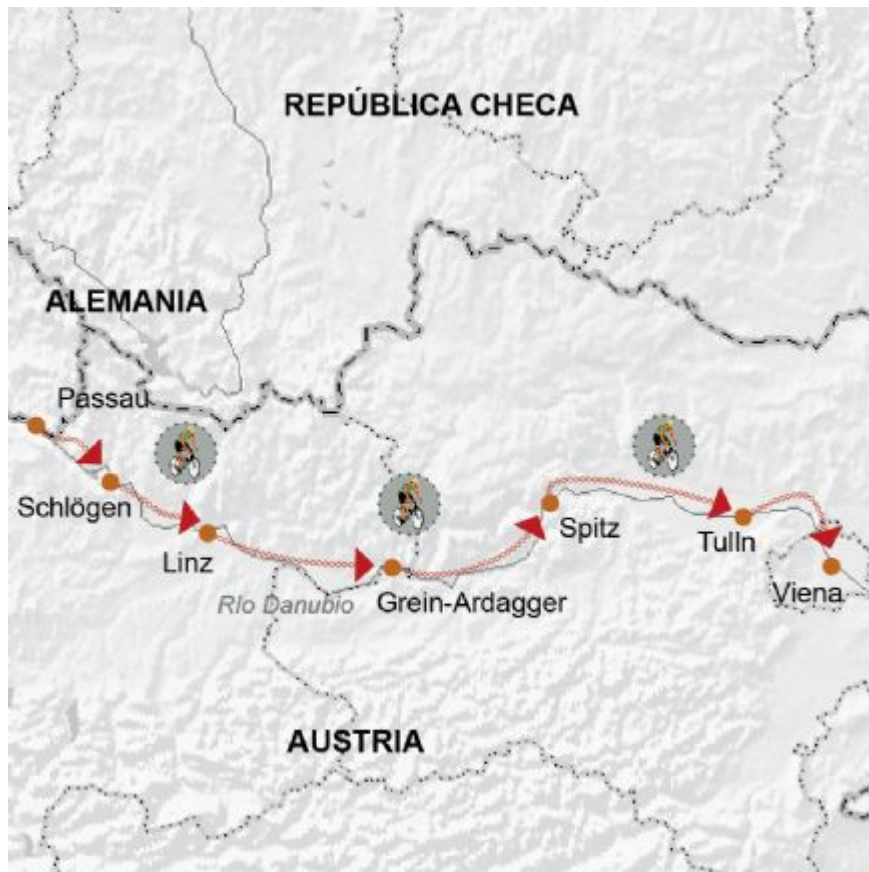 REPÚBLICA CHECA
ALEMANIA
Passau
Schlögen
Linz
Río Danubio
Grein-Ardagger
Spitz
Tulln
Viena
AUSTRIA